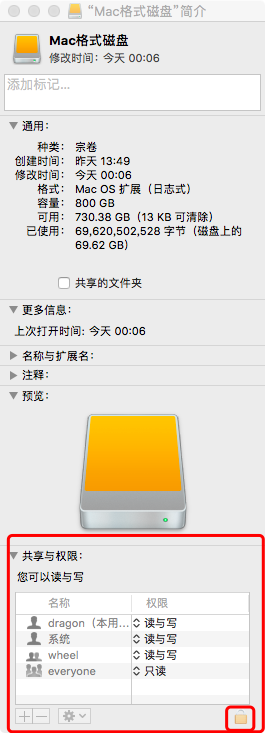 “Mac格式磁盘”简介
Mac格式磁盘
修改时间：今天 00:06
添加标记...
通用：
种类： 宗卷
创建时间： 昨天 13:49
修改时间： 今天 00:06
格式： Mac OS 扩展（日志式）
容量： 800 GB
可用： 730.38 GB（13 KB 可清除）
已使用： 69,620,502,528 字节（磁盘上的
69.62 GB）
共享的文件夹
更多信息：
上次打开时间: 今天 00:06
名称与扩展名：
注释：
预览：
共享与权限：
您可以读与写
名称 权限
dragon（本用... 读与写
系统 读与写
wheel 读与写
everyone 只读